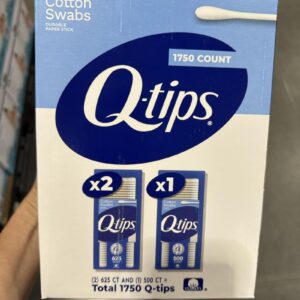 Cotton
Swabs
DURABLE
PAPER STICK
1750 COUNT
Q-tips
x2
x1
Q-tips
625
Q-tips
500
(2) 625 CT AND (1) 500 CT =
Total 1750 Q-tips